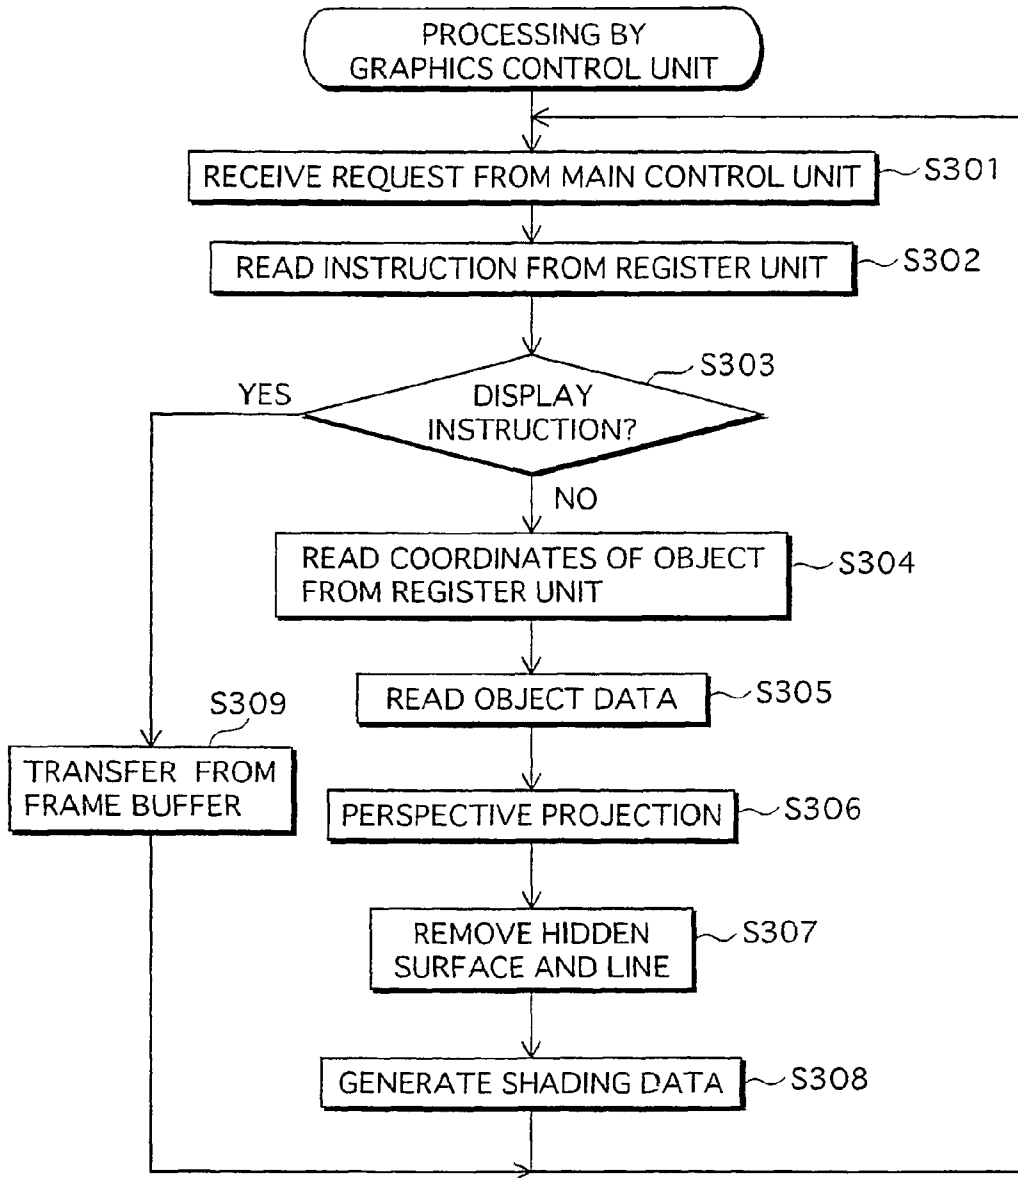 PROCESSING BY
GRAPHICS CONTROL UNIT
RECEIVE REQUEST FROM MAIN CONTROL UNIT
S301
READ INSTRUCTION FROM REGISTER UNIT
S302
S303
YES
DISPLAY
INSTRUCTION?
NO
READ COORDINATES OF OBJECT
FROM REGISTER UNIT
S304
READ OBJECT DATA
S305
S309
TRANSFER FROM
FRAME BUFFER
PERSPECTIVE PROJECTION
S306
REMOVE HIDDEN
SURFACE AND LINE
S307
GENERATE SHADING DATA
S308